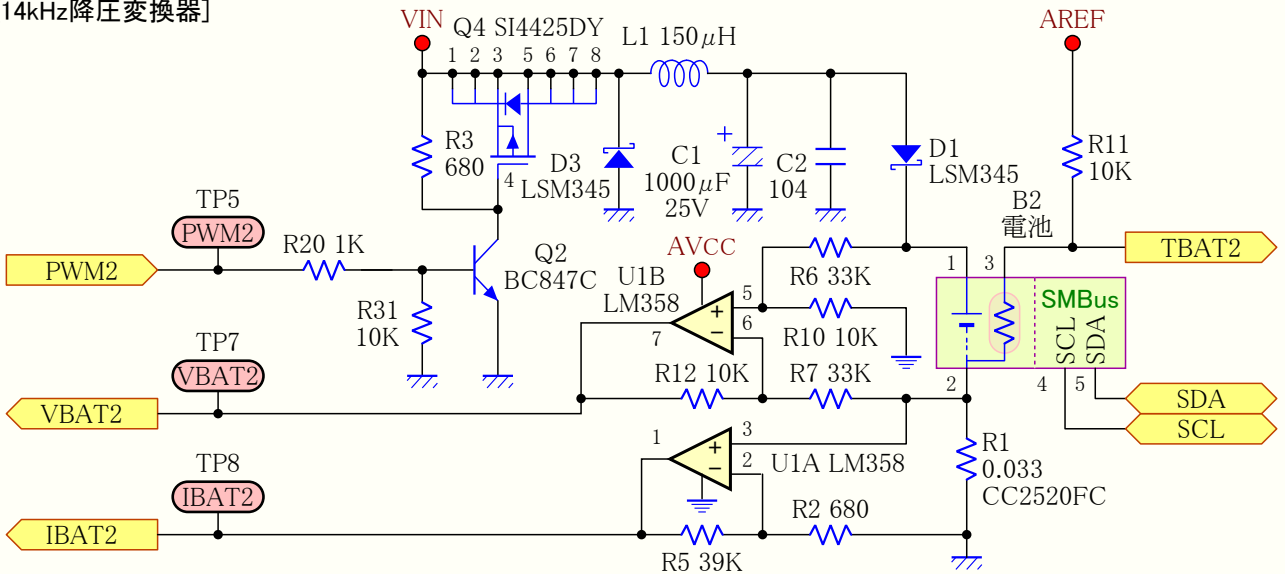 14kHz降圧変換器]
VIN
Q4 SI4425DY
L1 150μH
AREF
1 2 3 5 6 7 8
R3
680
4
D3
LSM345
C1
1000μF
25V
+
C2
104
D1
LSM345
R11
10K
B2
電池
TP5
PWM2
PWM2
R20 1K
Q2
BC847C
R31
10K
AVCC
U1B
LM358
R6 33K
R10 10K
5
6
7
+
−
TBAT2
1
3
SMBus
SCL
SDA
2
4
5
TP7
VBAT2
VBAT2
R12 10K
R7 33K
SDA
SCL
1
3
2
+
−
U1A LM358
R1
0.033
CC2520FC
TP8
IBAT2
IBAT2
R2 680
R5 39K